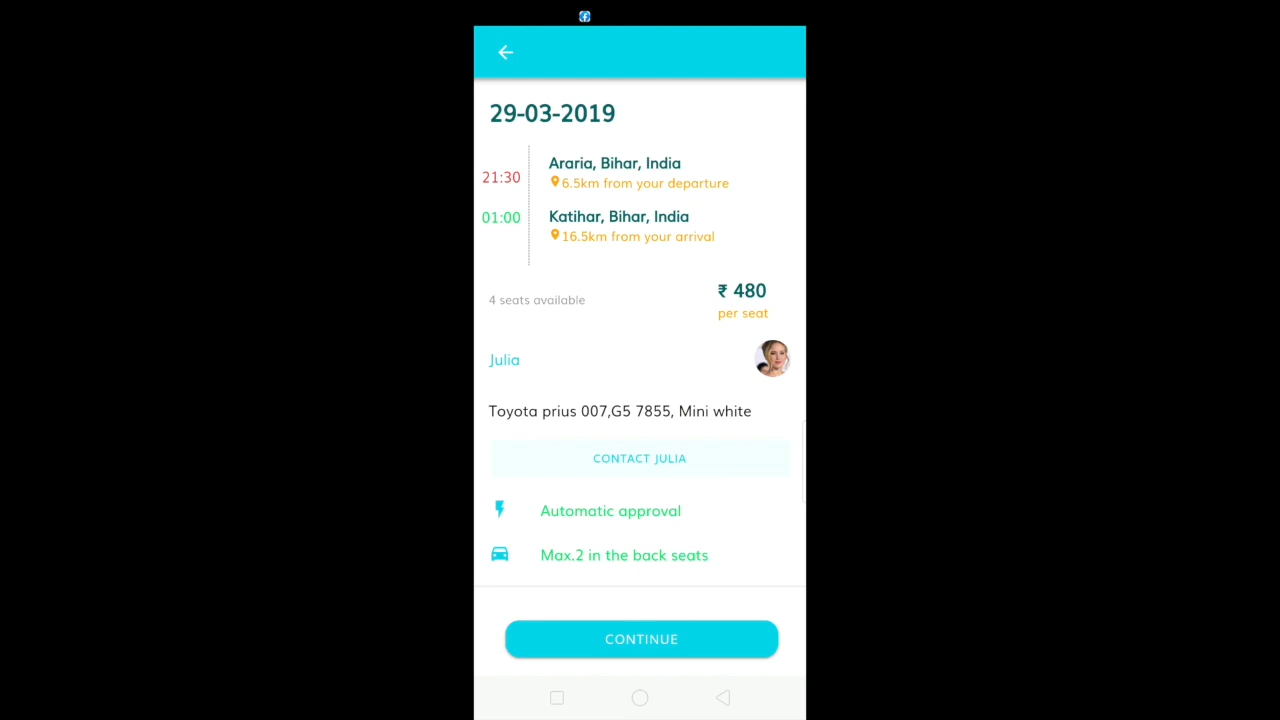 29-03-2019
21:30
Araria, Bihar, India
6.5km from your departure
01:00
Katihar, Bihar, India
16.5km from your arrival
4 seats available
₹ 480
per seat
Julia
Toyota prius 007,G5 7855, Mini white
CONTACT JULIA
Automatic approval
Max.2 in the back seats
CONTINUE